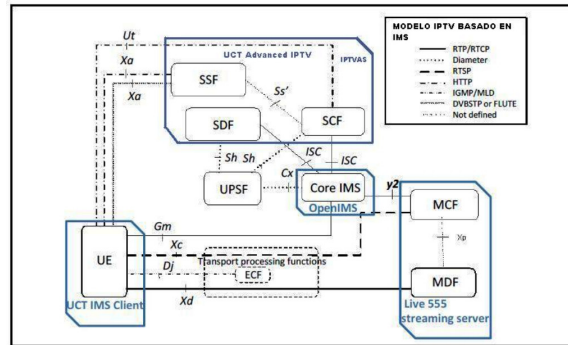 MODELO IPTV BASADO EN
IMS
RTP/RTCP
Diameter
RTSP
HTTP
IGMP/MLD
DVBSTP or FLUTE
Not defined
Ut
Xa
Xa
UCT Advanced IPTV
IPTVAS
SSF
Ss'
SDF
SCF
Sh
Sh
ISC
ISC
UPSF
Cx
Core IMS
OpenIMS
y2
MCF
Xp
MDF
Live 555
streaming server
Gm
Xc
Transport processing functions
Dj
ECF
Xd
UE
UCT IMS Client